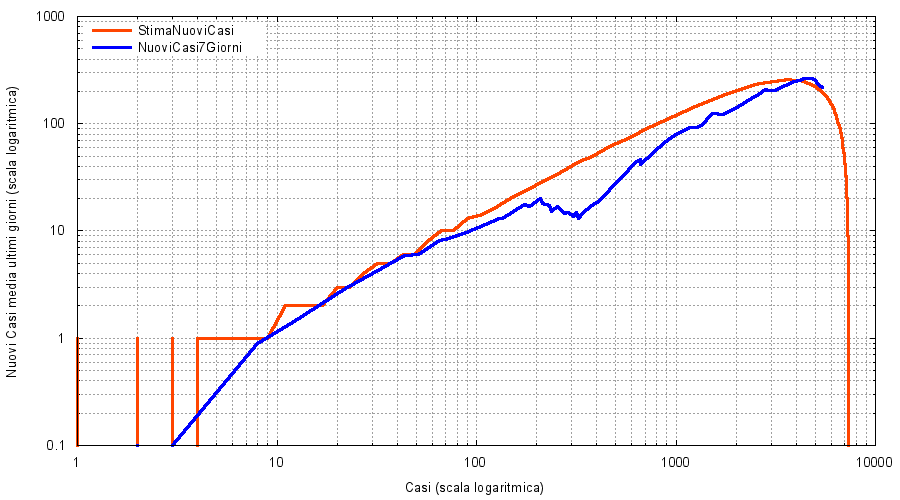 1000
StimaNuoviCasi
NuoviCasi7Giorni
100
10
1
0.1
Nuovi Casi media ultimi giorni (scala logaritmica)
1 10 100 1000 10000
Casi (scala logaritmica)